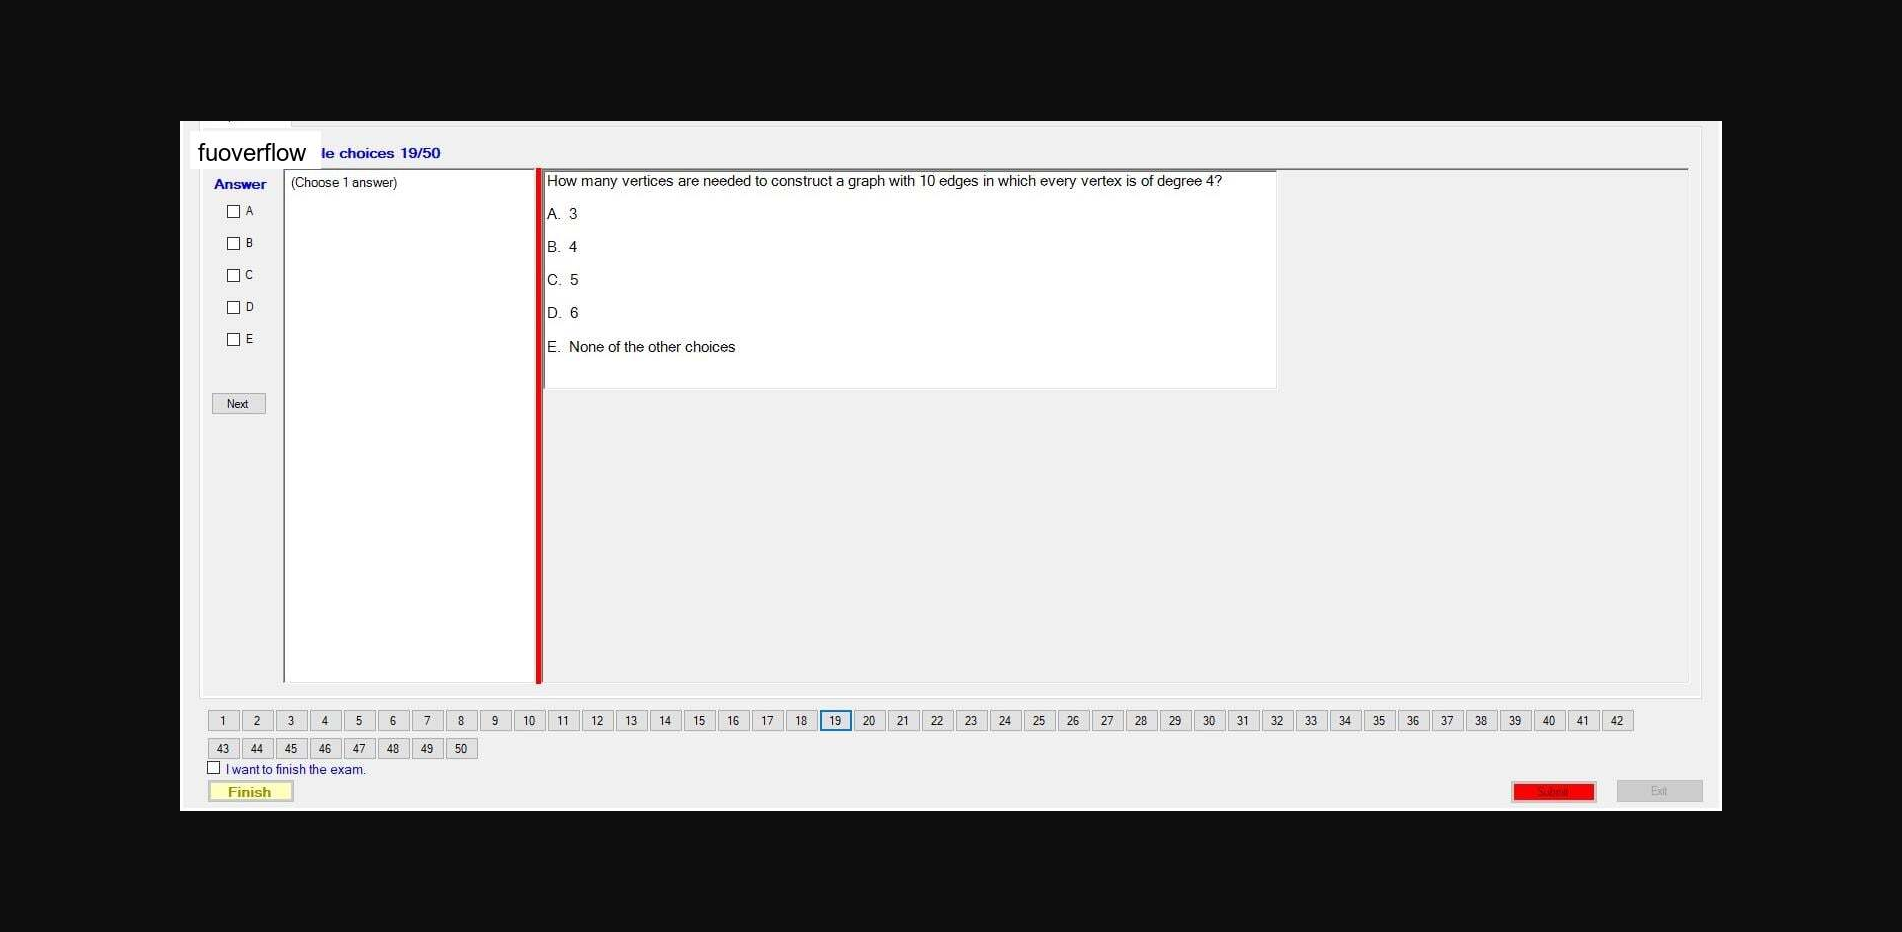 fuoverflow
le choices 19/50
Answer
(Choose 1 answer)
A
B
C
D
E
Next
How many vertices are needed to construct a graph with 10 edges in which every vertex is of degree 4?
A. 3
B. 4
C. 5
D. 6
E. None of the other choices
1 2 3 4 5 6 7 8 9 10 11 12 13 14 15 16 17 18 19 20 21 22 23 24 25 26 27 28 29 30 31 32 33 34 35 36 37 38 39 40 41 42
43 44 45 46 47 48 49 50
I want to finish the exam.
Finish
Submit
Exit